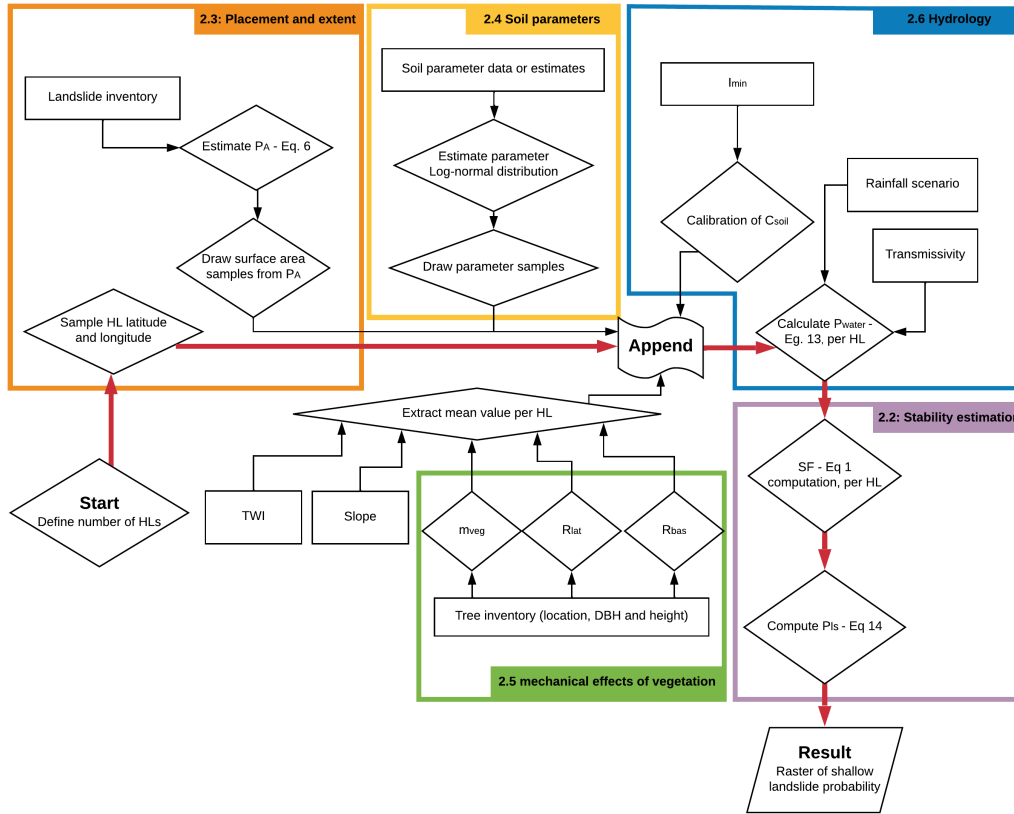 2.3: Placement and extent
Landslide inventory
Estimate PA - Eq. 6
Draw surface area
samples from PA
Sample HL latitude
and longitude
Start
Define number of HLs
2.4 Soil parameters
Soil parameter data or estimates
Estimate parameter
Log-normal distribution
Draw parameter samples
2.6 Hydrology
Imin
Calibration of Csoil
Rainfall scenario
Transmissivity
Calculate Pwater -
Eg. 13, per HL
Append
Extract mean value per HL
TWI
Slope
mveg
Rlat
Rbas
Tree inventory (location, DBH and height)
2.5 mechanical effects of vegetation
2.2: Stability estimation
SF - Eq 1
computation, per HL
Compute Pls - Eq 14
Result
Raster of shallow
landslide probability